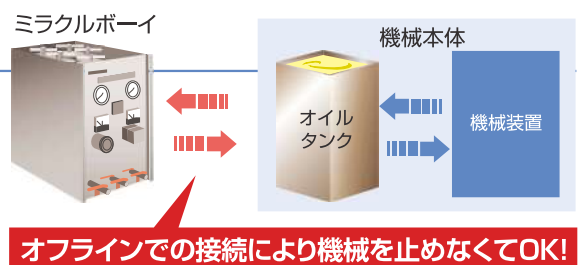 ミラクルボーイ
機械本体
オイル
タンク
機械装置
オフラインでの接続により機械を止めなくてOK!